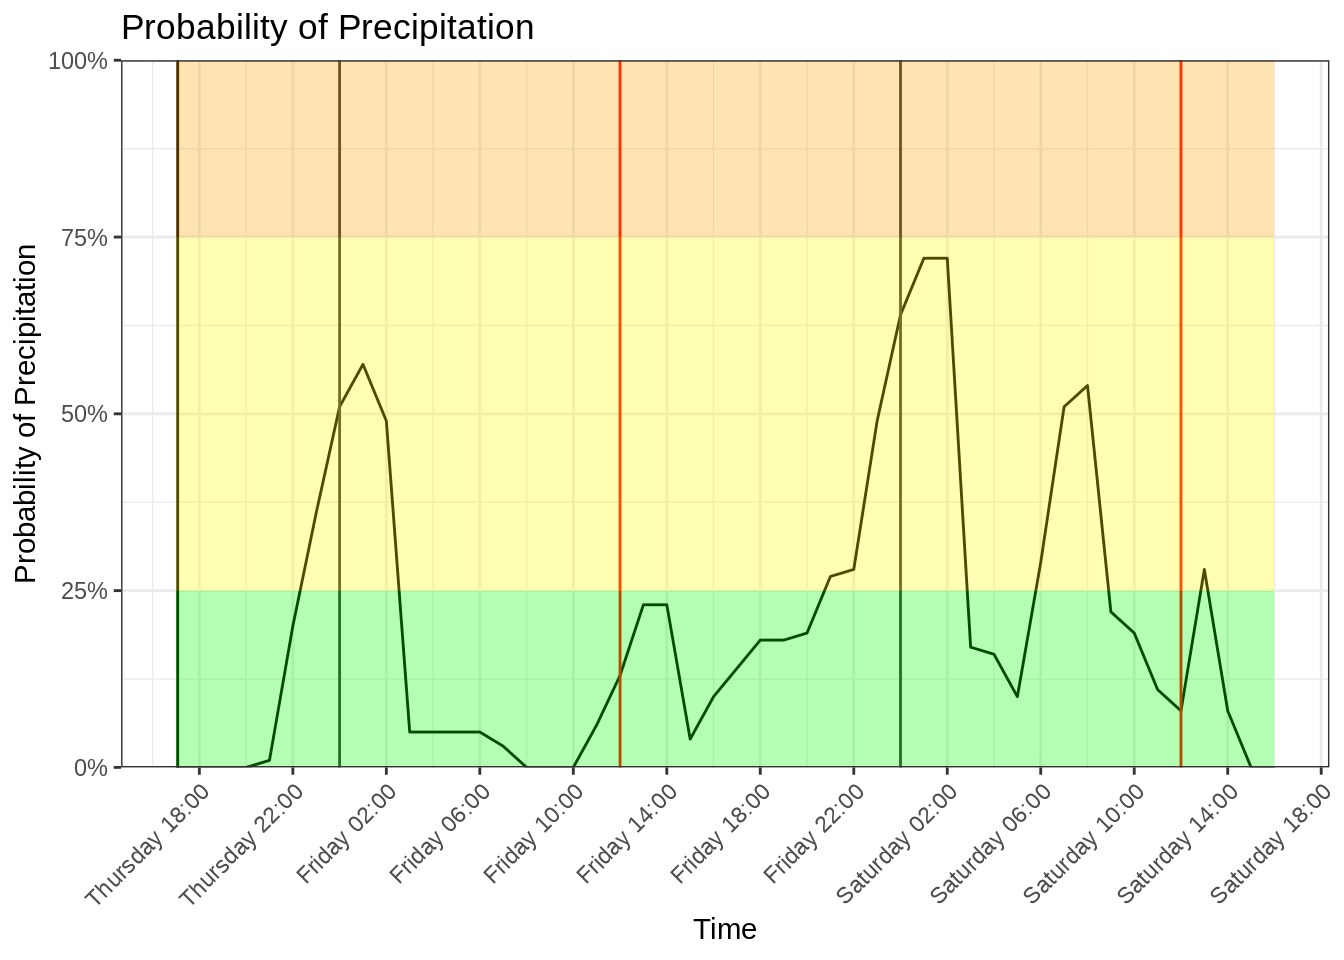 Probability of Precipitation
Probability of Precipitation
100%
75%
50%
25%
0%
Thursday 18:00
Thursday 22:00
Friday 02:00
Friday 06:00
Friday 10:00
Friday 14:00
Friday 18:00
Friday 22:00
Saturday 02:00
Saturday 06:00
Saturday 10:00
Saturday 14:00
Saturday 18:00
Time